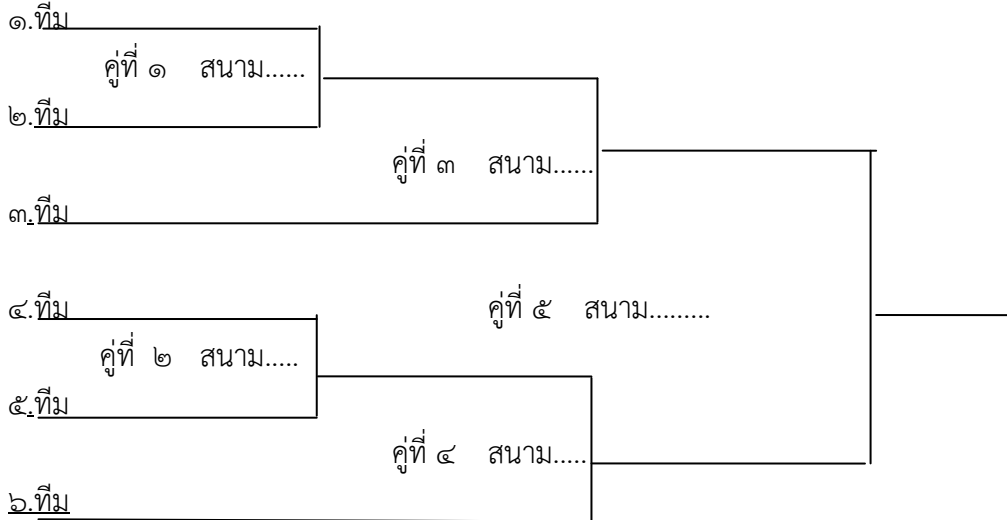 ๑.ทีม
คู่ที่ ๑ สนาม......
๒.ทีม
คู่ที่ ๓ สนาม......
๓.ทีม
๔.ทีม
คู่ที่ ๕ สนาม.........
คู่ที่ ๒ สนาม.....
๕.ทีม
คู่ที่ ๔ สนาม.....
๖.ทีม